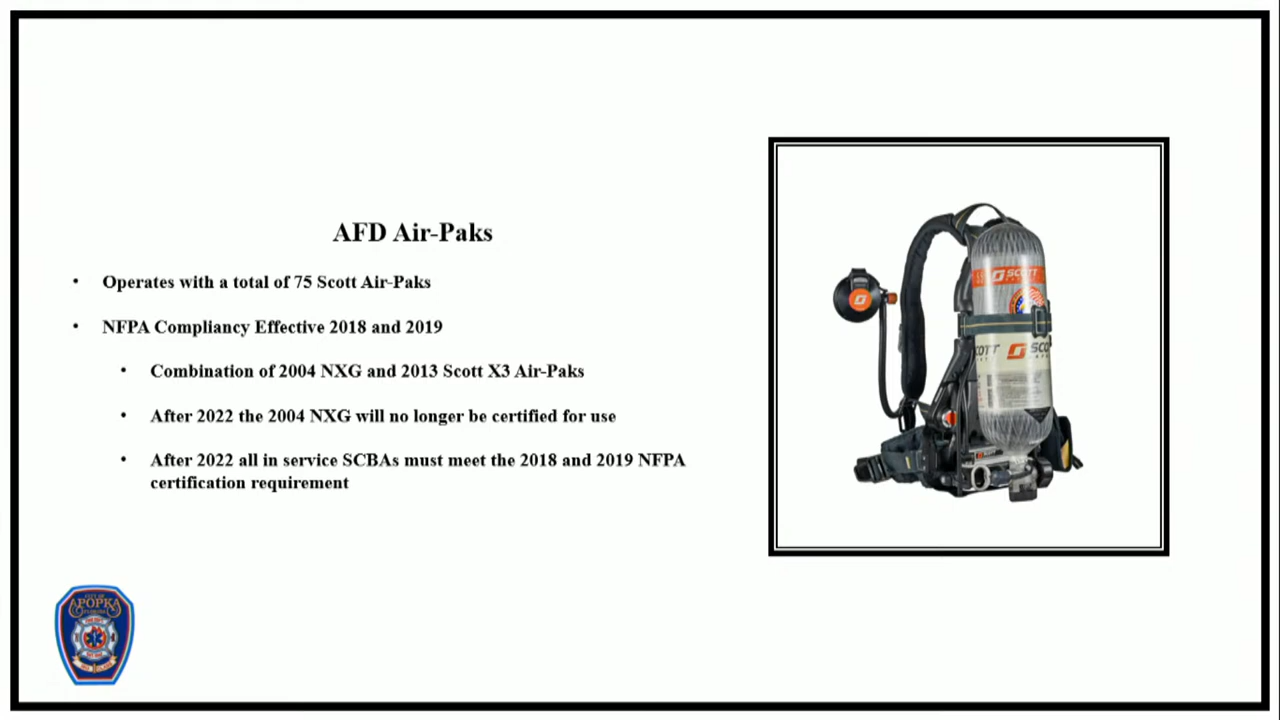 AFD Air-Paks
• Operates with a total of 75 Scott Air-Paks
• NFPA Compliancy Effective 2018 and 2019
• Combination of 2004 NXG and 2013 Scott X3 Air-Paks
• After 2022 the 2004 NXG will no longer be certified for use
• After 2022 all in service SCBAs must meet the 2018 and 2019 NFPA
certification requirement
SCOTT
SCOTT
CITY OF
APOPKA